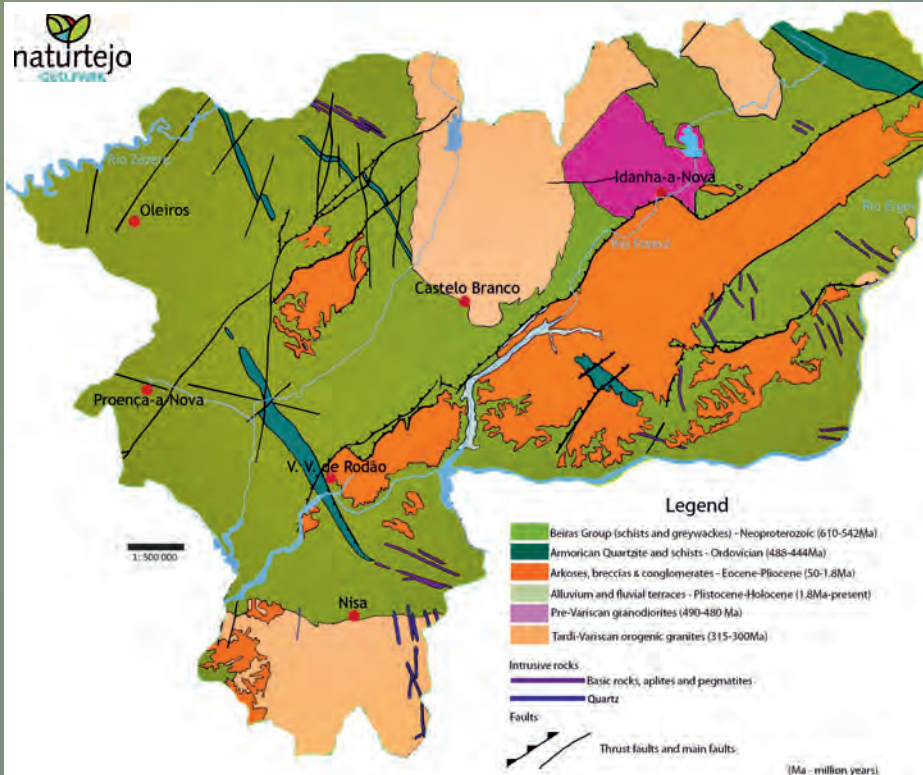 naturtejo
GEOPARK
Rio Zêzere
Oleiros
Idanha-a-Nova
Rio Erges
Rio Ponsul
Castelo Branco
Proença-a-Nova
V. V. de Rodão
1: 500 000
Nisa
Legend
Beiras Group (schists and greywackes) - Neoproterozoic (610-542Ma)
Armorican Quartzite and schists - Ordovician (488-444Ma)
Arkoses, breccias & conglomerates - Eocene-Pliocene (50-1.8Ma)
Alluvium and fluvial terraces - Plistocene-Holocene (1.8Ma-present)
Pre-Variscan granodiorites (490-480 Ma)
Tardi-Variscan orogenic granites (315-300Ma)
Intrusive rocks
Basic rocks, aplites and pegmatites
Quartz
Faults
Thrust faults and main faults
(Ma - million years)